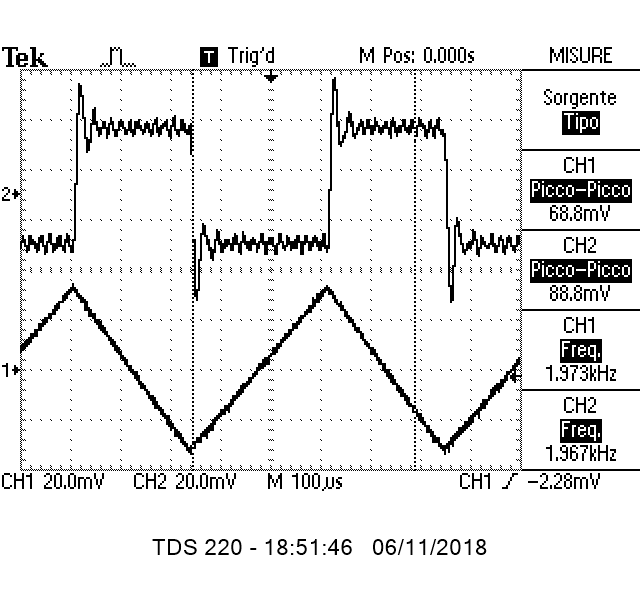 Tek T Trig'd M Pos: 0.000s MISURE
Sorgente
Tipo
CH1
Picco-Picco
68.8mV
2
CH2
Picco-Picco
88.8mV
CH1
Freq.
1.973kHz
1
CH2
Freq.
1.967kHz
CH1 20.0mV CH2 20.0mV M 100µs CH1 -2.28mV
TDS 220 - 18:51:46 06/11/2018